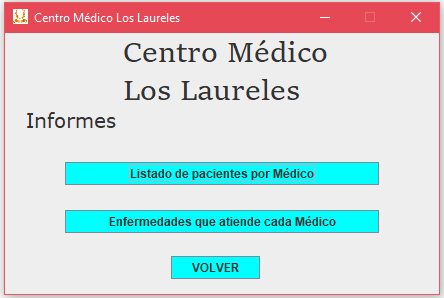 Centro Médico Los Laureles
Centro Médico
Los Laureles
Informes
Listado de pacientes por Médico
Enfermedades que atiende cada Médico
VOLVER